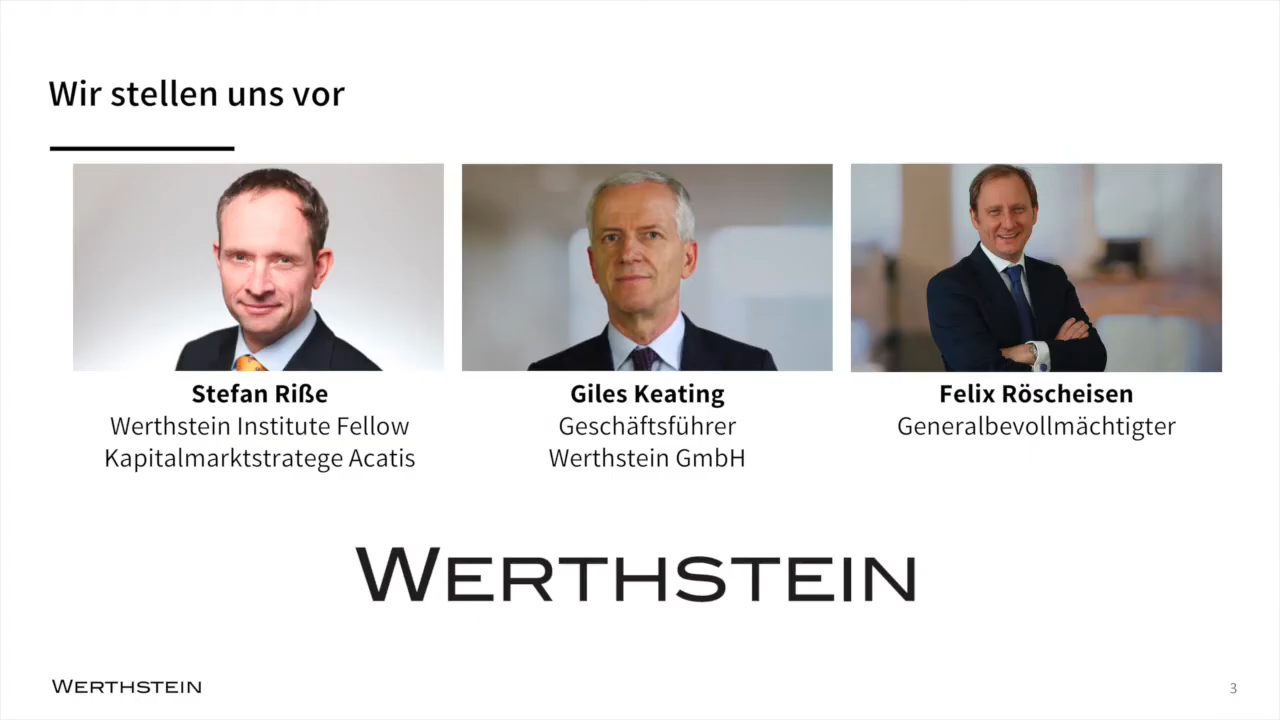 Wir stellen uns vor
Stefan Riße
Werthstein Institute Fellow
Kapitalmarktstratege Acatis
Giles Keating
Geschäftsführer
Werthstein GmbH
Felix Röscheisen
Generalbevollmächtigter
WERTHSTEIN
WERTHSTEIN
3